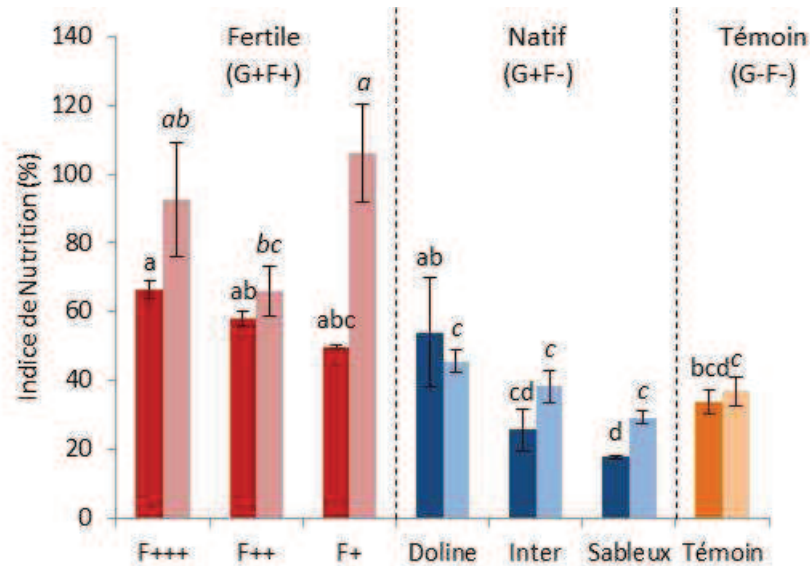 Fertile Natif Témoin
(G+F+) (G+F-) (G-F-)
Indice de Nutrition (%)
140
120
100
80
60
40
20
0
a ab
ab bc
abc a
ab c
cd c
d c
bcd c
F+++ F++ F+ Doline Inter Sableux Témoin